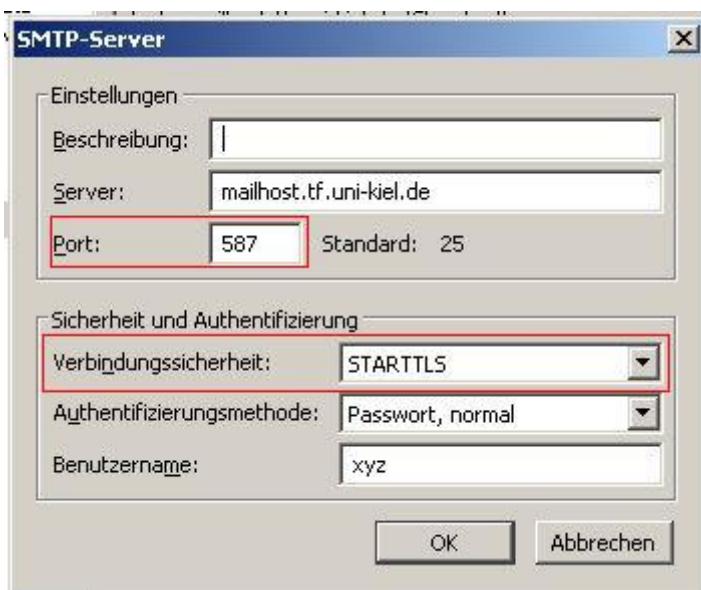 SMTP-Server
Einstellungen
Beschreibung:
Server: mailhost.tf.uni-kiel.de
Port: 587 Standard: 25
Sicherheit und Authentifizierung
Verbindungssicherheit: STARTTLS
Authentifizierungsmethode: Passwort, normal
Benutzername: xyz
OK Abbrechen